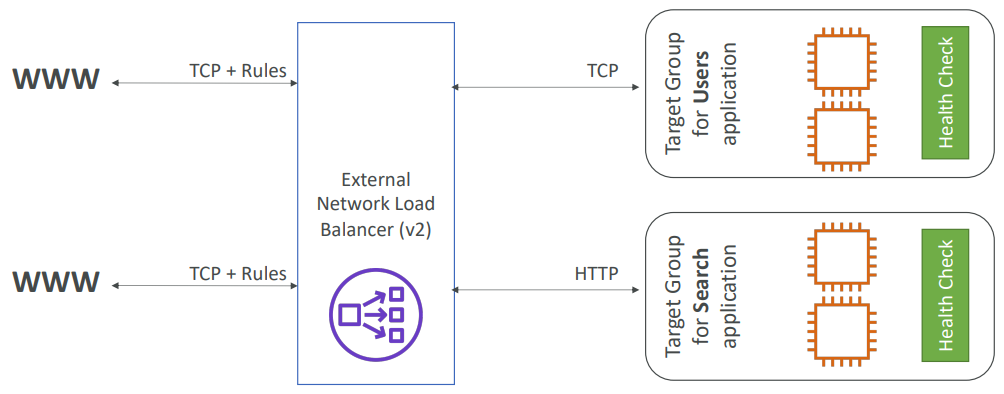 WWW
TCP + Rules
TCP
Target Group
for Users
application
Health Check
External
Network Load
Balancer (v2)
WWW
TCP + Rules
HTTP
Target Group
for Search
application
Health Check